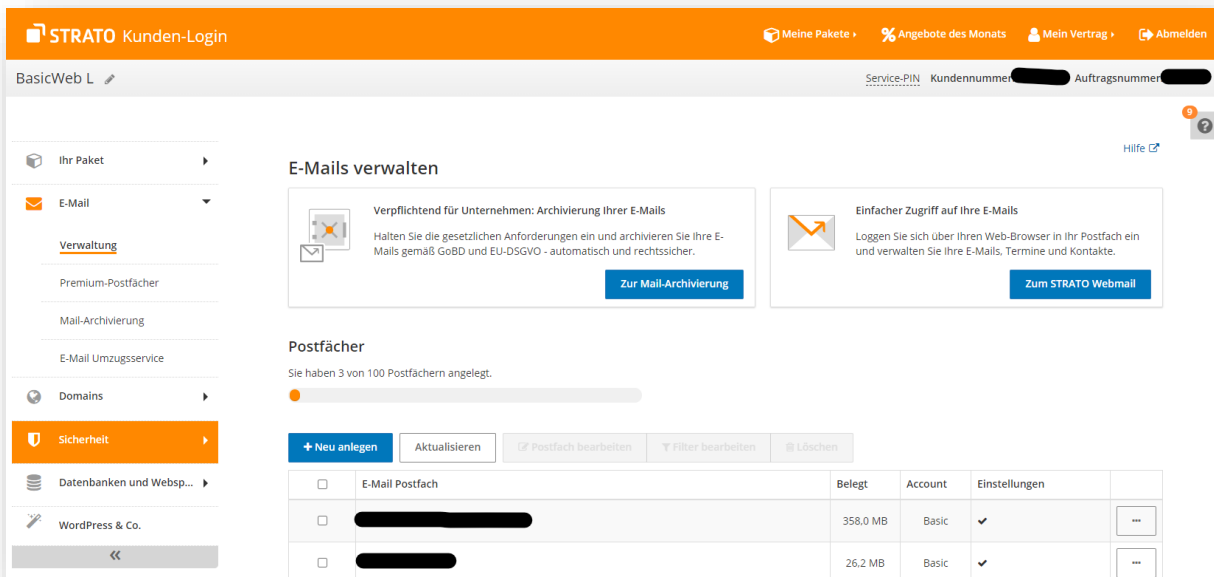 STRATO Kunden-Login
Meine Pakete
Angebote des Monats
Mein Vertrag
Abmelden
BasicWeb L
Service-PIN Kundennummer Auftragsnummer
9
Hilfe
Ihr Paket
E-Mail
Verwaltung
Premium-Postfächer
Mail-Archivierung
E-Mail Umzugsservice
Domains
Sicherheit
Datenbanken und Websp...
WordPress & Co.
E-Mails verwalten
Verpflichtend für Unternehmen: Archivierung Ihrer E-Mails
Halten Sie die gesetzlichen Anforderungen ein und archivieren Sie Ihre E-
Mails gemäß GoBD und EU-DSGVO - automatisch und rechtssicher.
Zur Mail-Archivierung
Einfacher Zugriff auf Ihre E-Mails
Loggen Sie sich über Ihren Web-Browser in Ihr Postfach ein
und verwalten Sie Ihre E-Mails, Termine und Kontakte.
Zum STRATO Webmail
Postfächer
Sie haben 3 von 100 Postfächern angelegt.
+ Neu anlegen
Aktualisieren
Postfach bearbeiten
Filter bearbeiten
Löschen
E-Mail Postfach Belegt Account Einstellungen
358,0 MB Basic
26,2 MB Basic